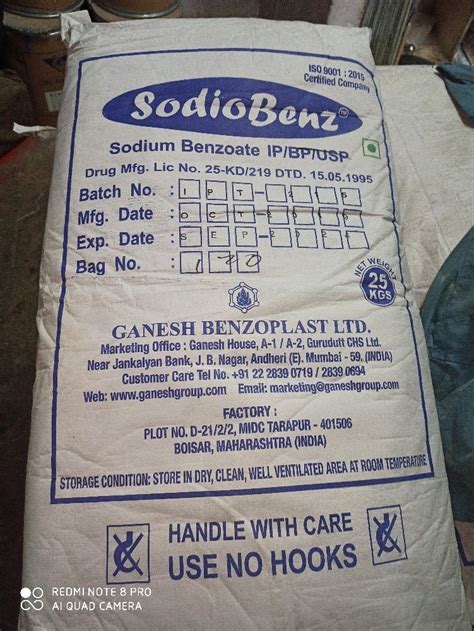 ISO 9001 : 2015
Certified Company
SodioBenz TM
Sodium Benzoate IP/BP/USP
Drug Mfg. Lic No. 25-KD/219 DTD. 15.05.1995
Batch No. : IPT-
Mfg. Date : OCT-
Exp. Date : SEP-
Bag No. :
NET WEIGHT
25
KGS
GANESH BENZOPLAST LTD.
Marketing Office : Ganesh House, A-1 / A-2, Gurudutt CHS Ltd.
Near Jankalyan Bank, J. B. Nagar, Andheri (E). Mumbai - 59. (INDIA)
Customer Care Tel No. +91 22 2839 0719 / 2839 0694
Web: www.ganeshgroup.com Email: marketing@ganeshgroup.com
FACTORY :
PLOT NO. D-21/2/2, MIDC TARAPUR - 401506
BOISAR, MAHARASHTRA (INDIA)
STORAGE CONDITION: STORE IN DRY, CLEAN, WELL VENTILATED AREA AT ROOM TEMPERATURE
HANDLE WITH CARE
USE NO HOOKS
REDMI NOTE 8 PRO
AI QUAD CAMERA